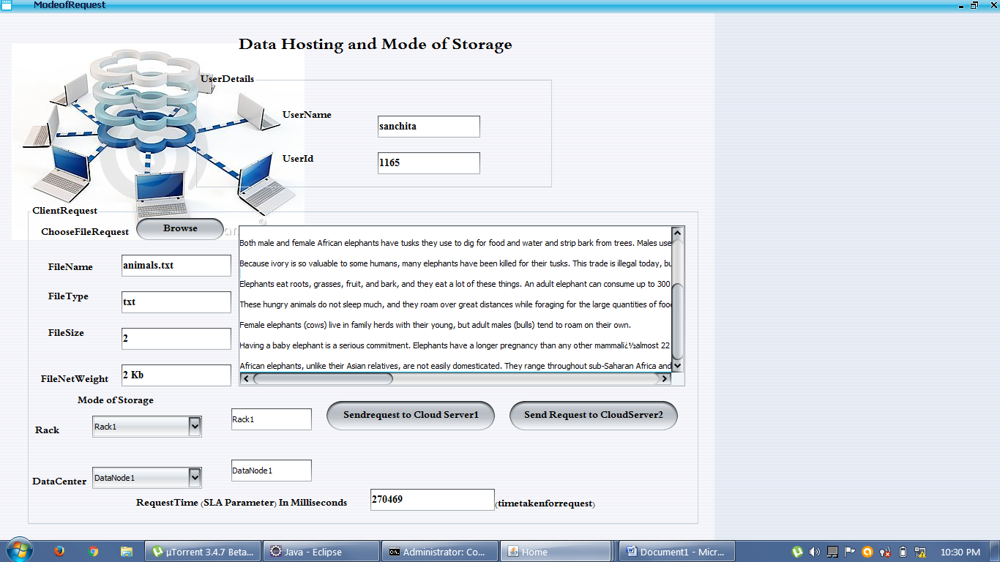 ModeofRequest
Data Hosting and Mode of Storage
UserDetails
UserName
sanchita
UserId
1165
ClientRequest
ChooseFileRequest
Browse
Both male and female African elephants have tusks they use to dig for food and water and strip bark from trees. Males use
Because ivory is so valuable to some humans, many elephants have been killed for their tusks. This trade is illegal today, bu
Elephants eat roots, grasses, fruit, and bark, and they eat a lot of these things. An adult elephant can consume up to 300
These hungry animals do not sleep much, and they roam over great distances while foraging for the large quantities of foo
Female elephants (cows) live in family herds with their young, but adult males (bulls) tend to roam on their own.
Having a baby elephant is a serious commitment. Elephants have a longer pregnancy than any other mammalï¿½almost 22
African elephants, unlike their Asian relatives, are not easily domesticated. They range throughout sub-Saharan Africa and
FileName
animals.txt
FileType
txt
FileSize
2
FileNetWeight
2 Kb
Mode of Storage
Rack
Rack1
Rack1
Sendrequest to Cloud Server1
Send Request to CloudServer2
DataCenter
DataNode1
DataNode1
RequestTime (SLA Parameter) In Milliseconds
270469
(timetakenforrequest)
µTorrent 3.4.7 Beta...
Java - Eclipse
Administrator: Co...
Home
Document1 - Micr...
10:30 PM